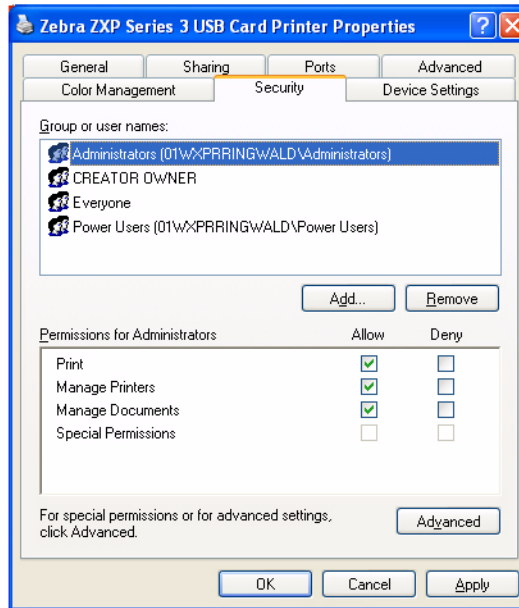 Zebra ZXP Series 3 USB Card Printer Properties
General Sharing Ports Advanced
Color Management Security Device Settings
Group or user names:
Administrators (01WXPRRINGWALD\Administrators)
CREATOR OWNER
Everyone
Power Users (01WXPRRINGWALD\Power Users)
Add... Remove
Permissions for Administrators Allow Deny
Print
Manage Printers
Manage Documents
Special Permissions
For special permissions or for advanced settings,
click Advanced.
Advanced
OK Cancel Apply